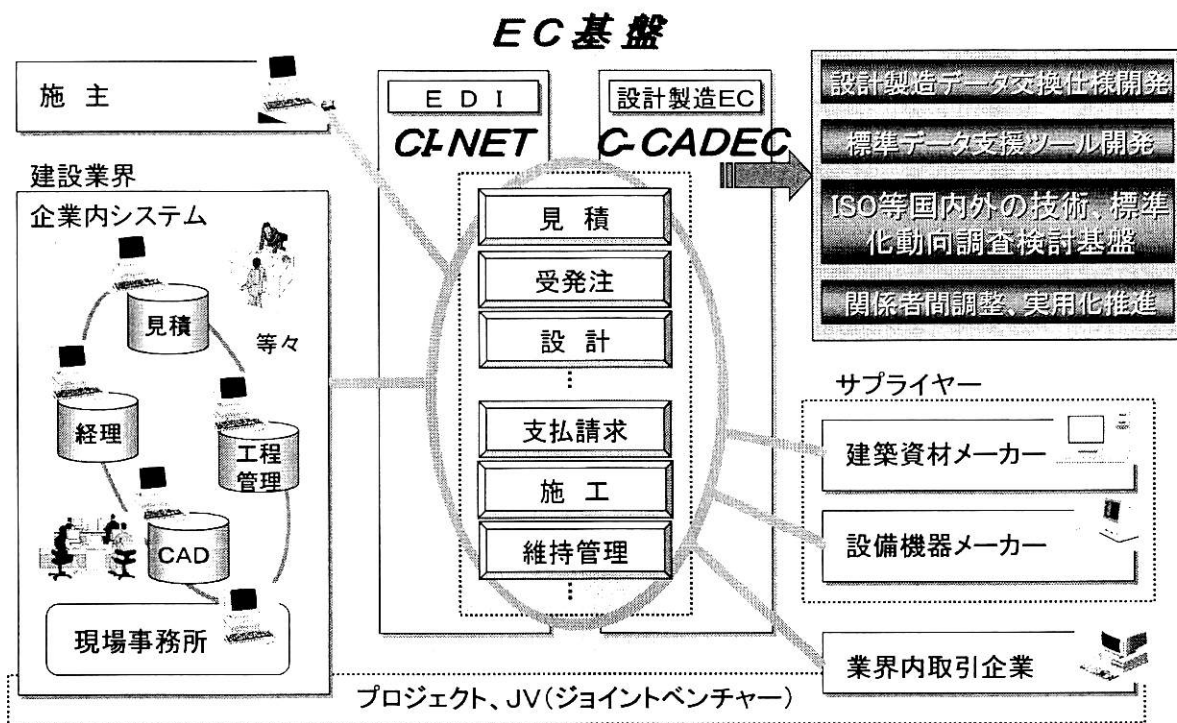 EC基盤
施 主
建設業界
企業内システム
見積
等々
経理
工程
管理
CAD
現場事務所
EDI
CI-NET
設計製造EC
C-CADEC
見 積
受発注
設 計
⋮
支払請求
施 工
維持管理
⋮
設計製造データ交換仕様開発
標準データ支援ツール開発
ISO等国内外の技術、標準
化動向調査検討基盤
関係者間調整、実用化推進
サプライヤー
建築資材メーカー
設備機器メーカー
業界内取引企業
プロジェクト、JV(ジョイントベンチャー)